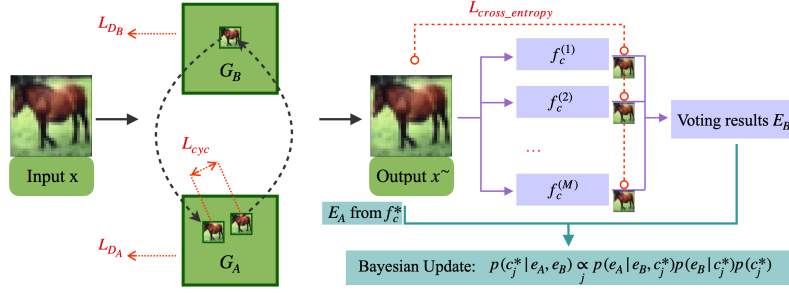 L_{D_B}
G_B
L_{cross_entropy}
f_c^{(1)}
f_c^{(2)}
...
f_c^{(M)}
Voting results E_B
L_{cyc}
Input x
Output x~
L_{D_A}
G_A
E_A from f_c^*
Bayesian Update: p(c_j^*|e_A, e_B) ∝_j p(e_A|e_B, c_j^*)p(e_B|c_j^*)p(c_j^*)